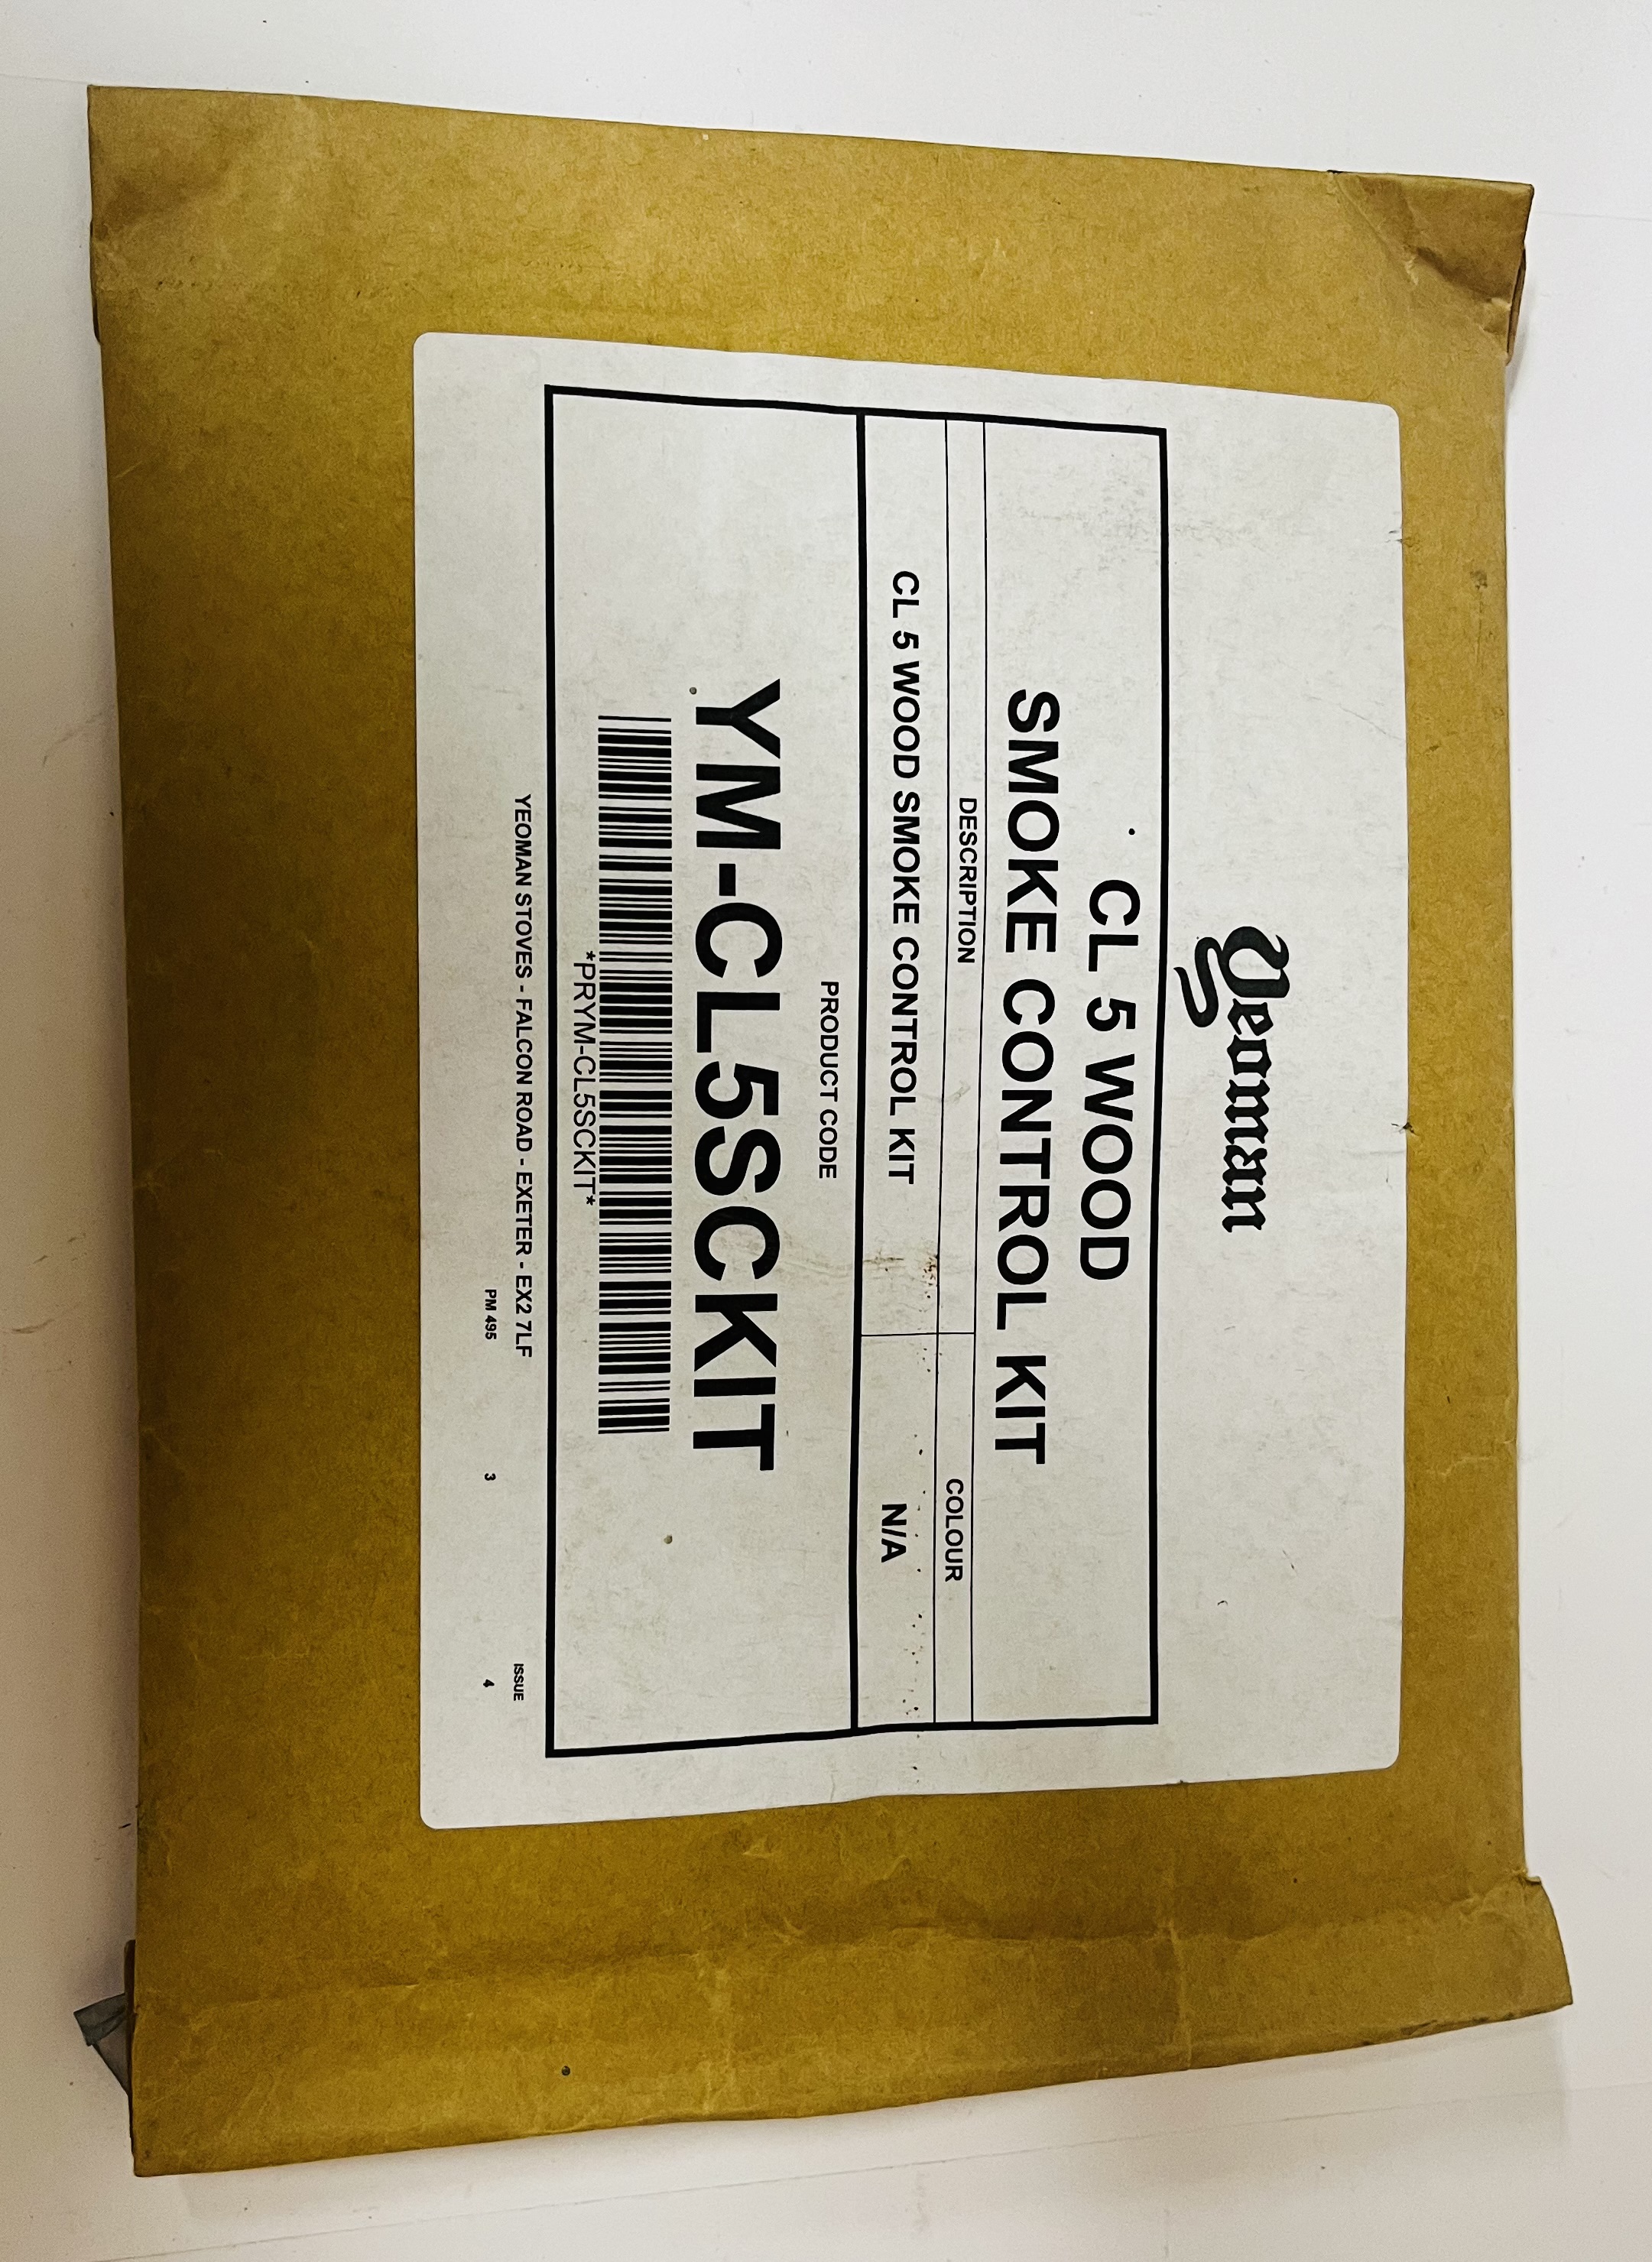 Yeoman
CL 5 WOOD
SMOKE CONTROL KIT
DESCRIPTION COLOUR
CL 5 WOOD SMOKE CONTROL KIT N/A
PRODUCT CODE
YM-CL5SCKIT
*PRYM-CL5SCKIT*
YEOMAN STOVES - FALCON ROAD - EXETER - EX2 7LF ISSUE
PM 495 3 4